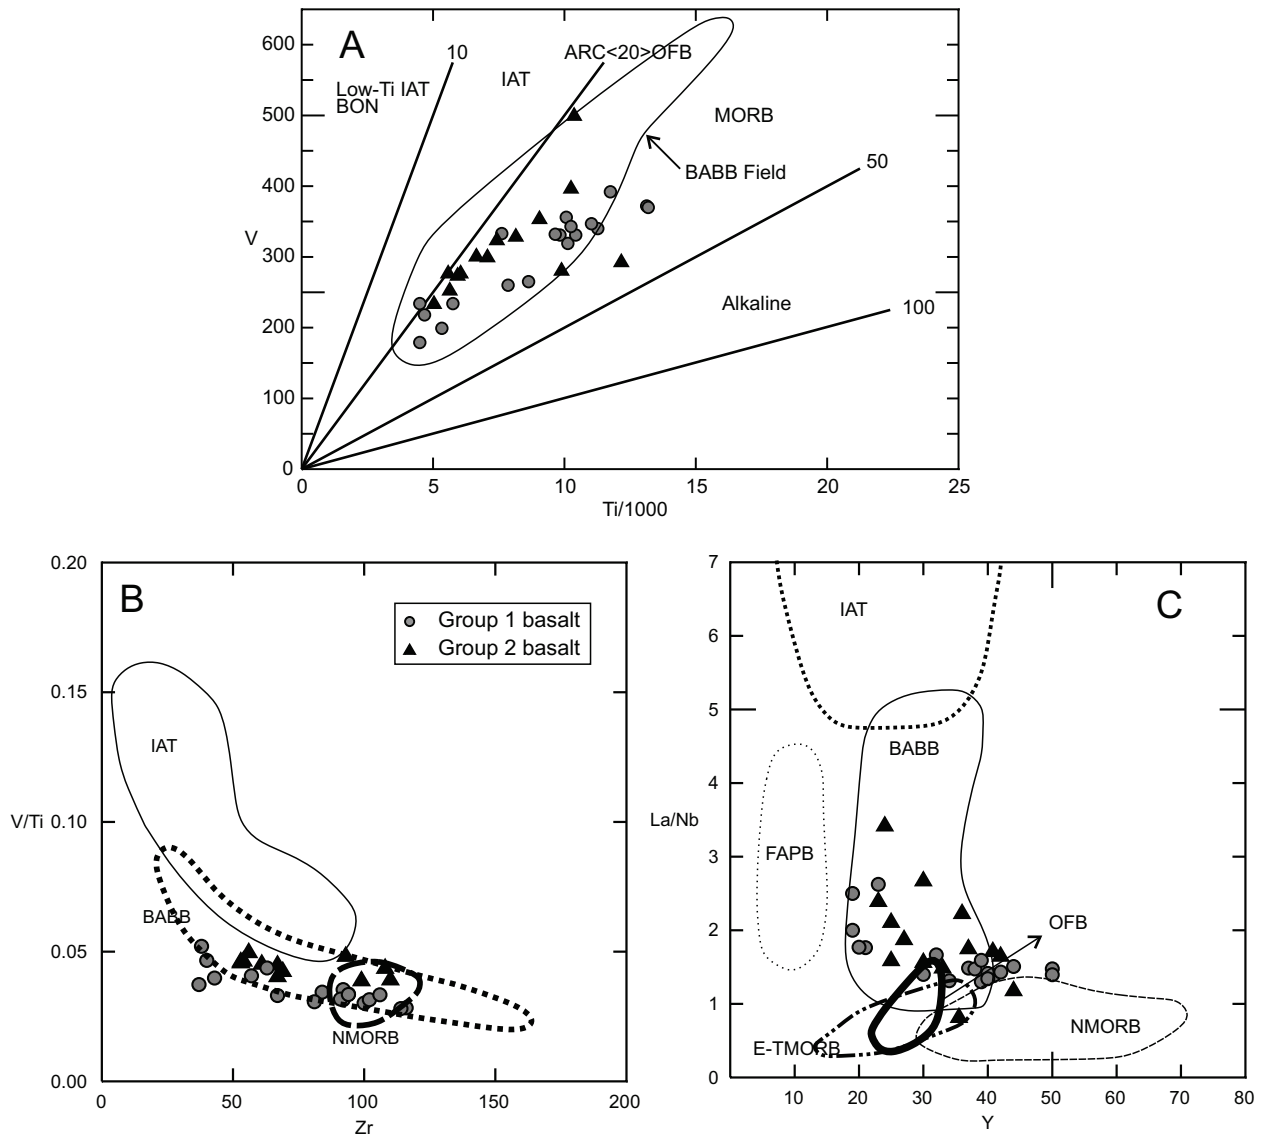 A
600
500
400
300
200
100
0
V
10
ARC<20>OFB
IAT
Low-Ti IAT
BON
MORB
BABB Field
50
Alkaline
100
0
5
10
15
20
25
Ti/1000
B
0.20
0.15
0.10
0.05
0.00
V/Ti
Group 1 basalt
Group 2 basalt
IAT
BABB
NMORB
0
50
100
150
200
Zr
C
7
6
5
4
3
2
1
0
La/Nb
IAT
BABB
FAPB
OFB
NMORB
E-TMORB
10
20
30
40
50
60
70
80
Y